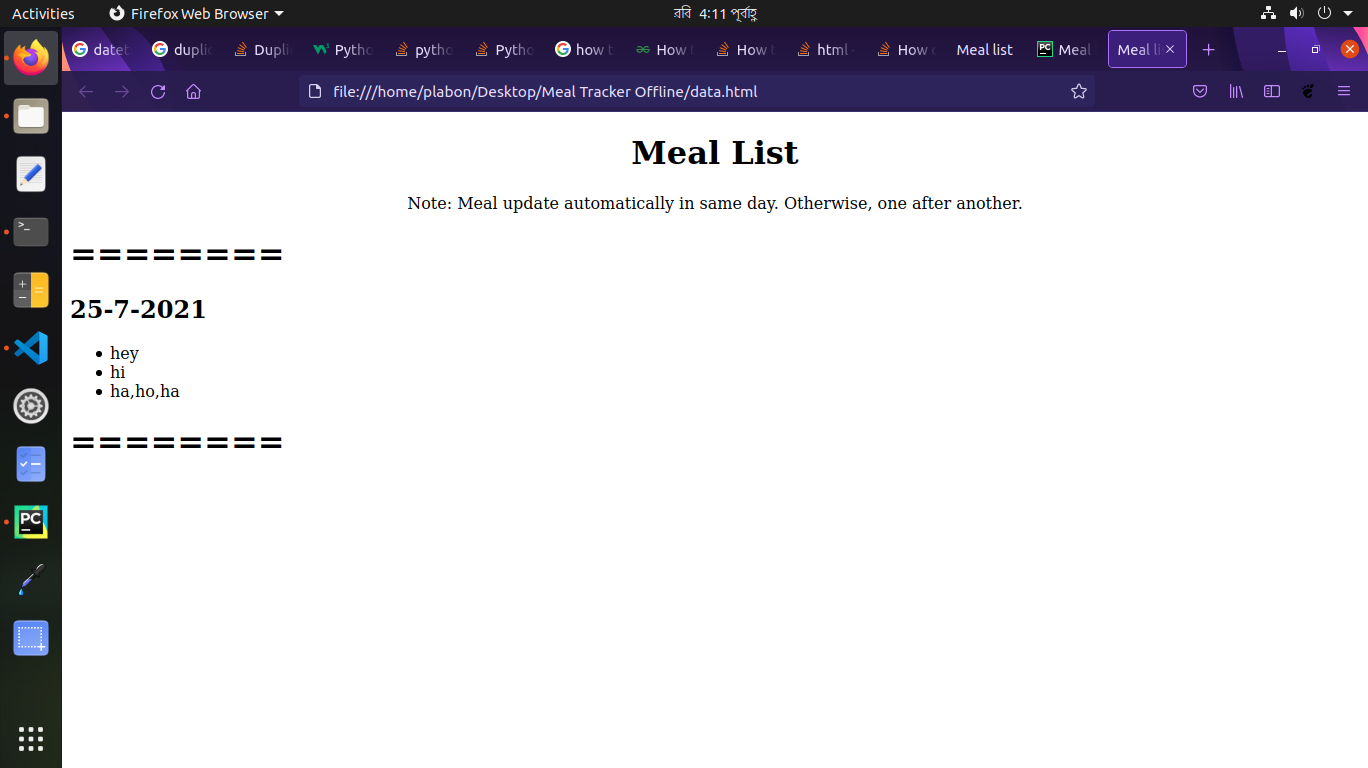 Activities Firefox Web Browser রবি 4:11 পূর্বাহ্ণ
datet duplic Duplic Pytho pytho Pytho how t How t How t html How Meal list Meal Meal li
file:///home/plabon/Desktop/Meal Tracker Offline/data.html
Meal List
Note: Meal update automatically in same day. Otherwise, one after another.
========
25-7-2021
• hey
• hi
• ha,ho,ha
========
PC